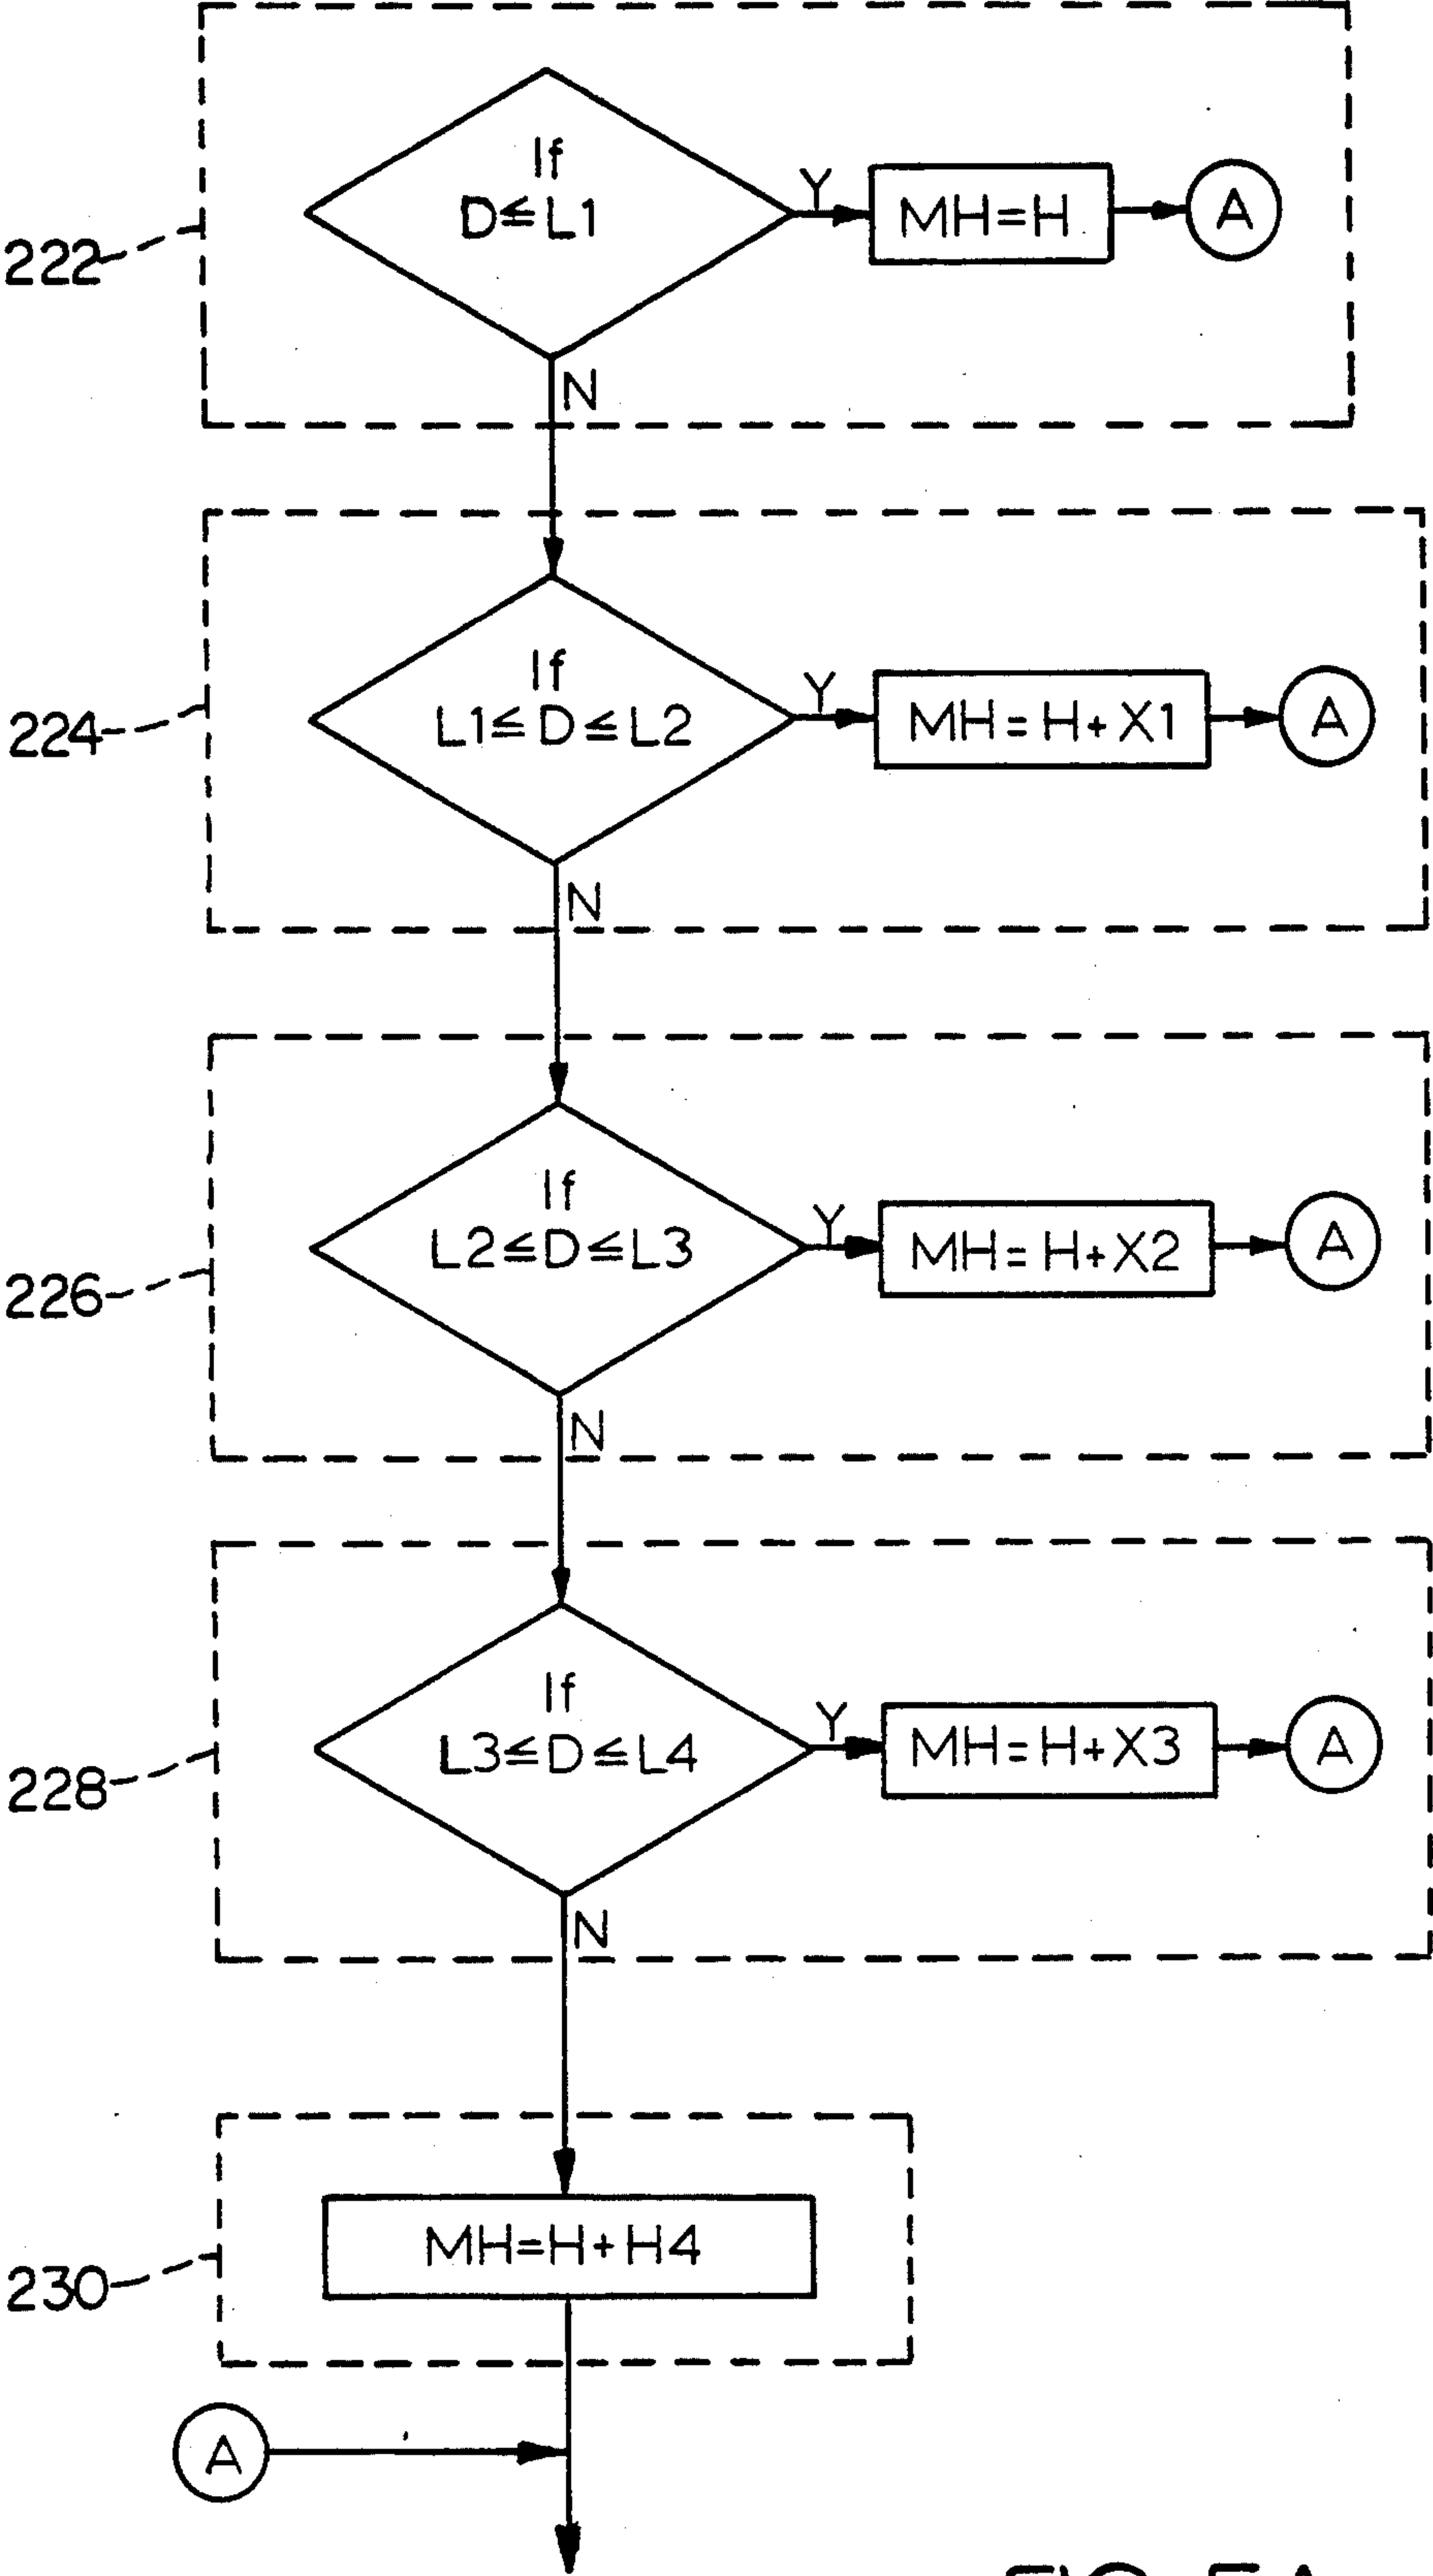 If
D≤L1
Y
MH=H
A
N
222
If
L1≤D≤L2
Y
MH=H+X1
A
N
224
If
L2≤D≤L3
Y
MH=H+X2
A
N
226
If
L3≤D≤L4
Y
MH=H+X3
A
N
228
MH=H+H4
230
A